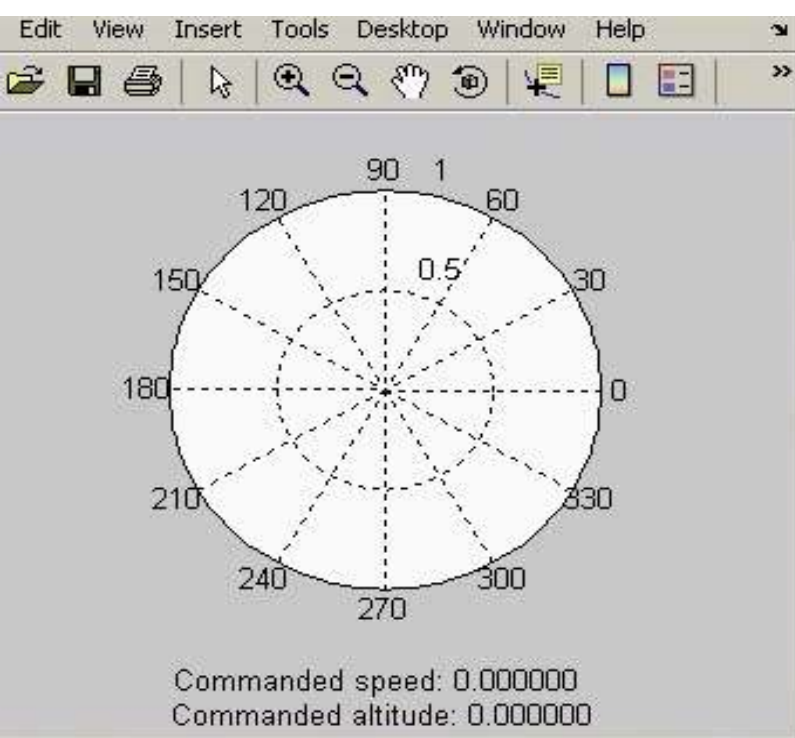 Edit View Insert Tools Desktop Window Help
90 1
120 60
0.5
150 30
180 0
210 330
240 300
270
Commanded speed: 0.000000
Commanded altitude: 0.000000